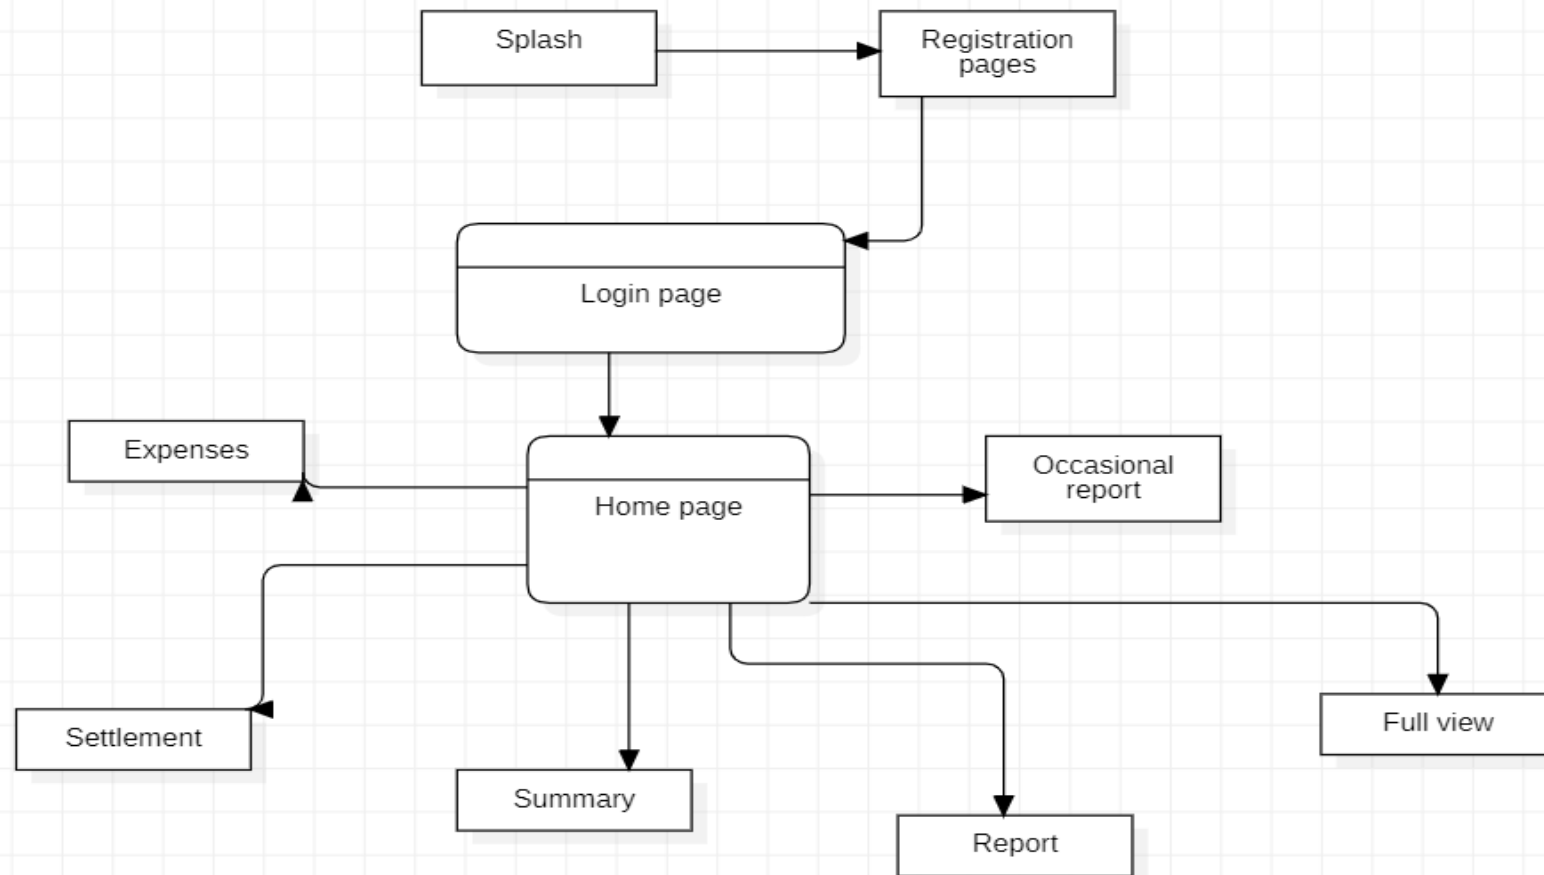 Splash
Registration
pages
Login page
Expenses
Home page
Occasional
report
Settlement
Summary
Report
Full view